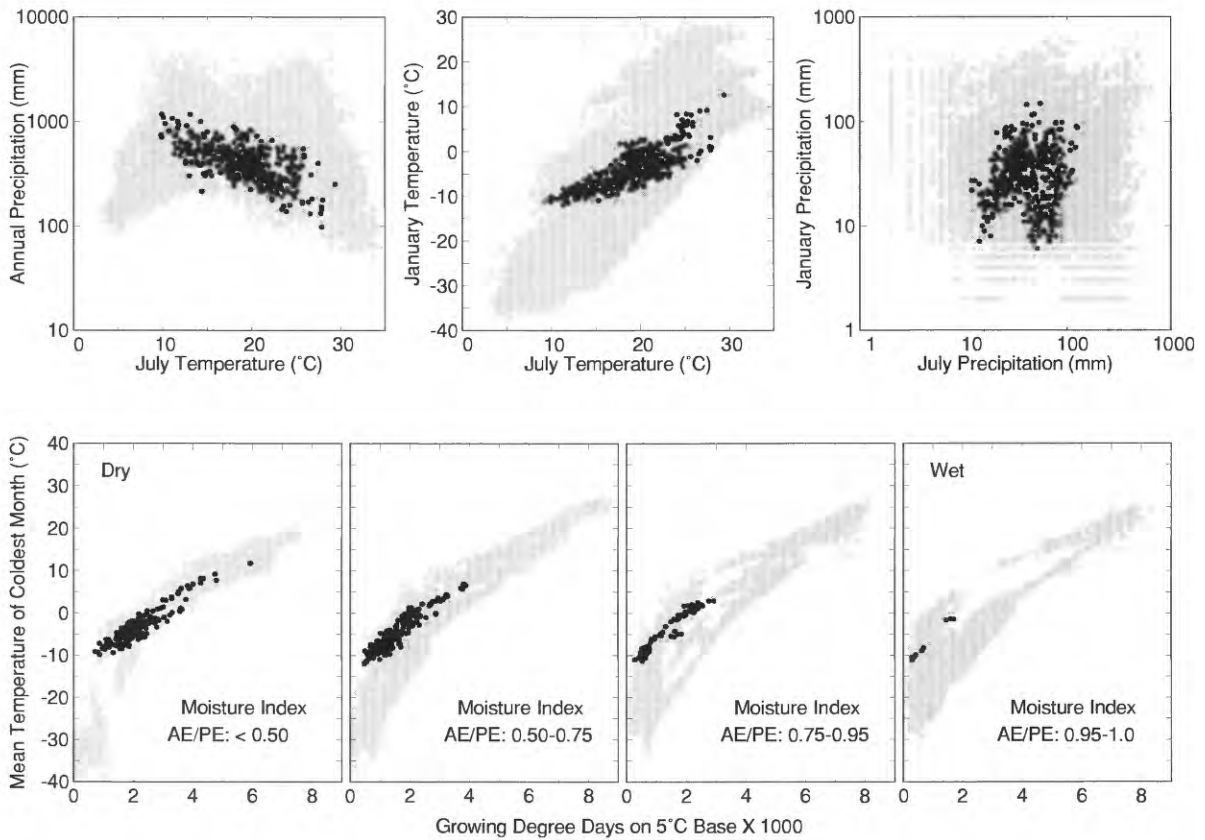 10000
1000
100
10
Annual Precipitation (mm)
0
10
20
30
July Temperature (°C)
30
20
10
0
-10
-20
-30
-40
January Temperature (°C)
0
10
20
30
July Temperature (°C)
1000
100
10
1
January Precipitation (mm)
1
10
100
1000
July Precipitation (mm)
40
30
20
10
0
-10
-20
-30
-40
Mean Temperature of Coldest Month (°C)
Dry
Moisture Index
AE/PE: < 0.50
0 2 4 6 8
Moisture Index
AE/PE: 0.50-0.75
0 2 4 6 8
Moisture Index
AE/PE: 0.75-0.95
0 2 4 6 8
Wet
Moisture Index
AE/PE: 0.95-1.0
0 2 4 6 8
Growing Degree Days on 5°C Base X 1000